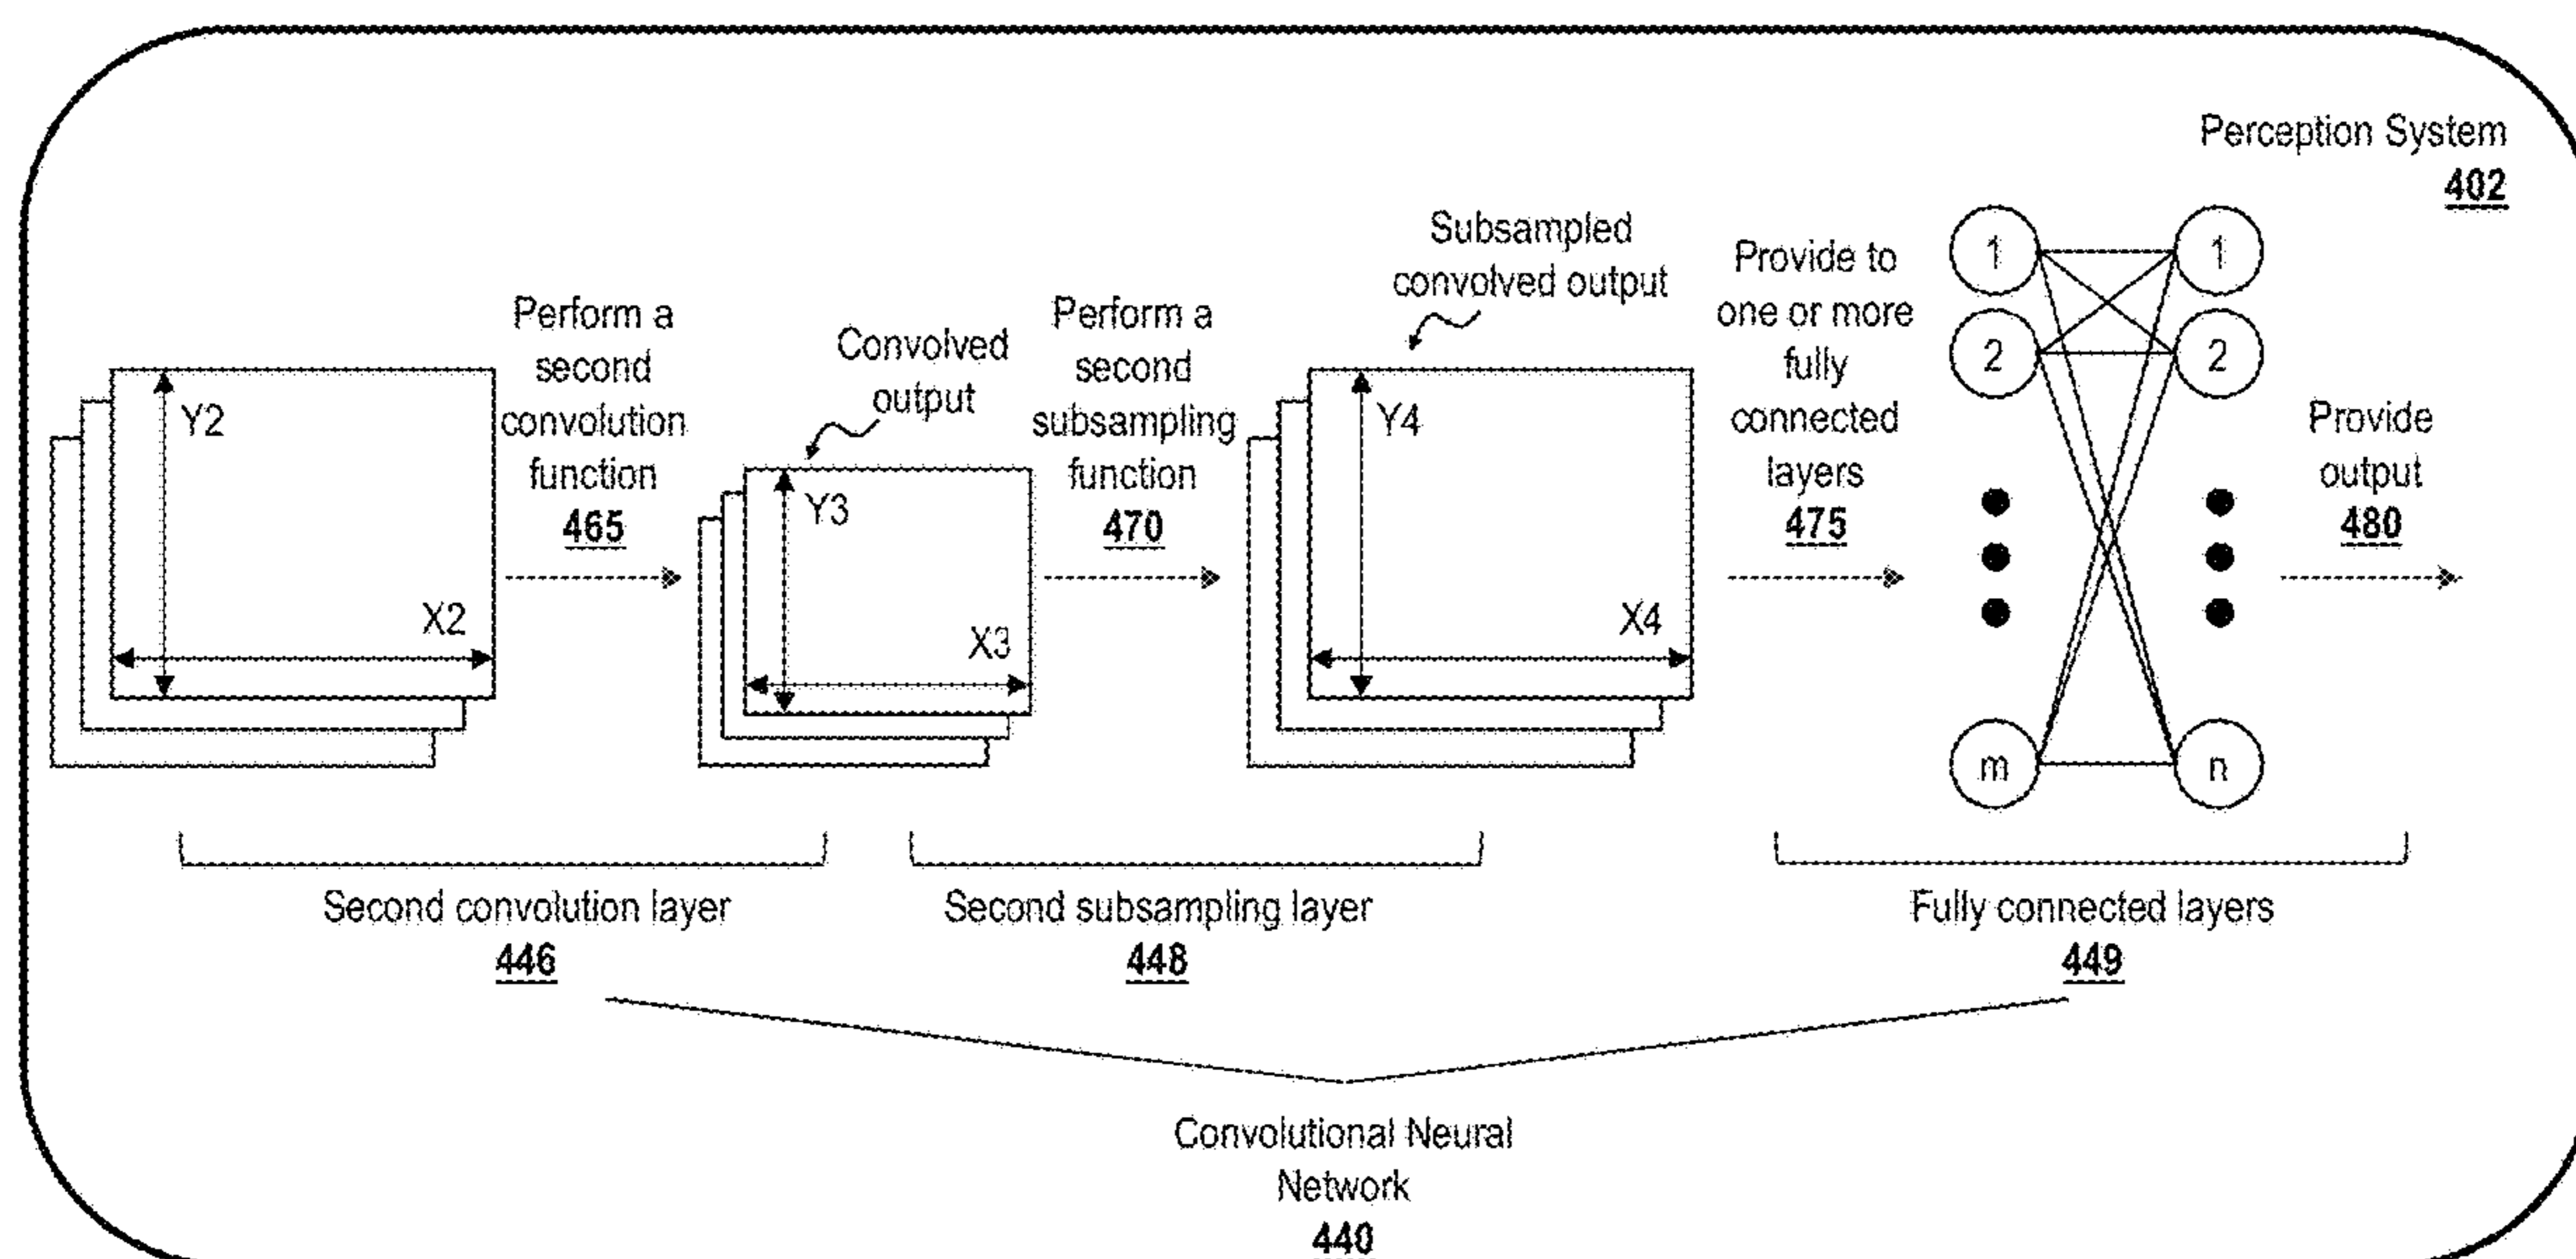 Perception System
402
Y2
X2
Perform a
second
convolution
function
465
Convolved
output
Y3
X3
Perform a
second
subsampling
function
470
Subsampled
convolved output
Y4
X4
Provide to
one or more
fully
connected
layers
475
1
1
2
2
m
n
Provide
output
480
Second convolution layer
446
Second subsampling layer
448
Fully connected layers
449
Convolutional Neural
Network
440